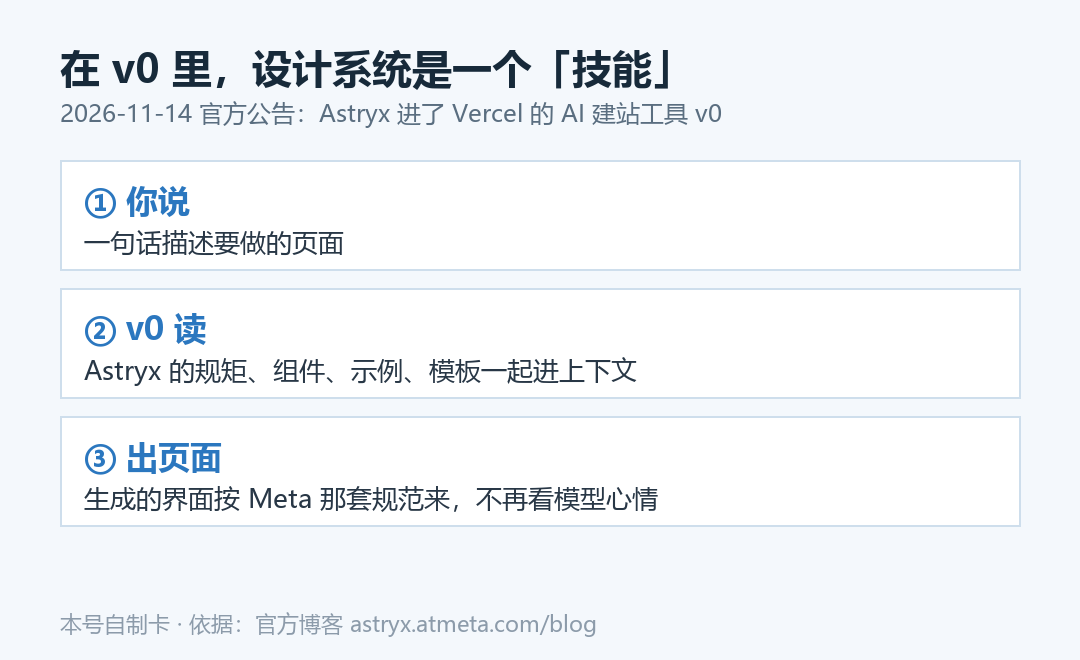 在 v0 里，设计系统是一个「技能」
2026-11-14 官方公告：Astryx 进了 Vercel 的 AI 建站工具 v0
① 你说
一句话描述要做的页面
② v0 读
Astryx 的规矩、组件、示例、模板一起进上下文
③ 出页面
生成的界面按 Meta 那套规范来，不再看模型心情
本号自制卡 · 依据：官方博客 astryx.atmeta.com/blog